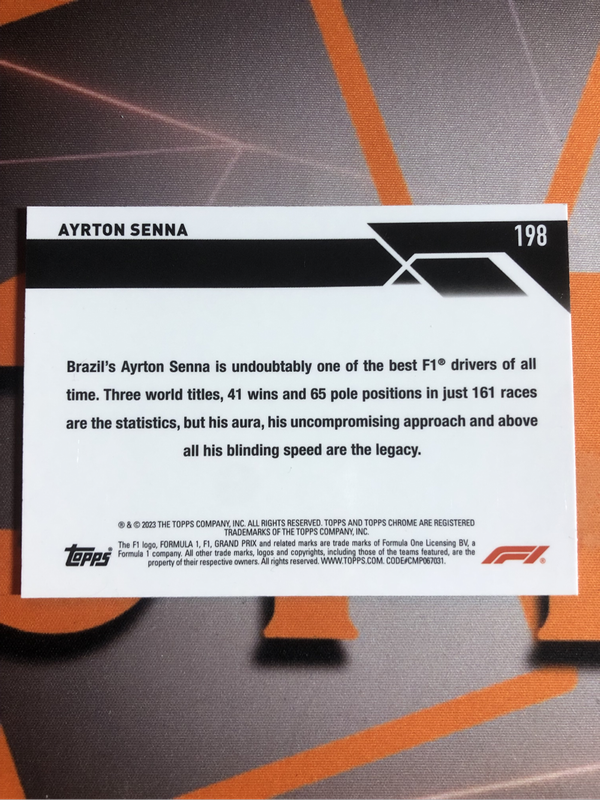 AYRTON SENNA
198
Brazil's Ayrton Senna is undoubtably one of the best F1® drivers of all
time. Three world titles, 41 wins and 65 pole positions in just 161 races
are the statistics, but his aura, his uncompromising approach and above
all his blinding speed are the legacy.
® & © 2023 THE TOPPS COMPANY, INC. ALL RIGHTS RESERVED. TOPPS AND TOPPS CHROME ARE REGISTERED
TRADEMARKS OF THE TOPPS COMPANY, INC.
The F1 logo, FORMULA 1, F1, GRAND PRIX and related marks are trade marks of Formula One Licensing BV, a
Formula 1 company. All other trade marks, logos and copyrights, including those of the teams featured, are the
property of their respective owners. All rights reserved. WWW.TOPPS.COM. CODE#CMP067031.
Topps®
F1®